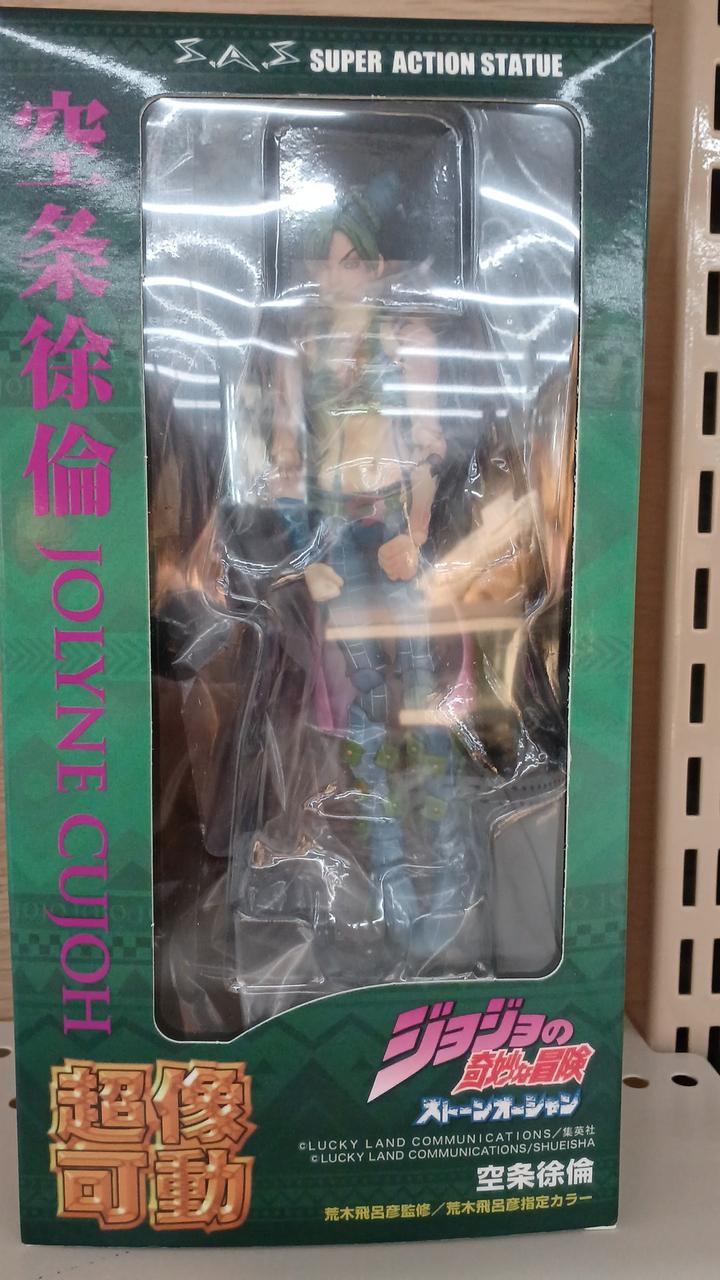 S.A.S SUPER ACTION STATUE
空条徐倫 JOLYNE CUJOH
超像
可動
ジョジョの
奇妙な冒険
ストーンオーシャン
©LUCKY LAND COMMUNICATIONS/集英社
©LUCKY LAND COMMUNICATIONS/SHUEISHA
空条徐倫
荒木飛呂彦監修/荒木飛呂彦指定カラー